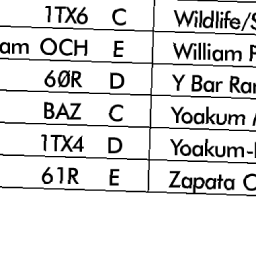 1TX6 C Wildlife/S
am OCH E William P
6ØR D Y Bar Ran
BAZ C Yoakum
1TX4 D Yoakum-
61R E Zapata C